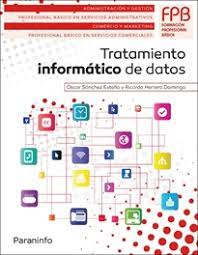 ADMINISTRACIÓN Y GESTIÓN
PROFESIONAL BÁSICO EN SERVICIOS ADMINISTRATIVOS
COMERCIO Y MARKETING
PROFESIONAL BÁSICO EN SERVICIOS COMERCIALES
FPB
FORMACIÓN
PROFESIONAL
BÁSICA
Tratamiento
informático de datos
Óscar Sánchez Estella y Ricardo Herrero Domingo
Paraninfo